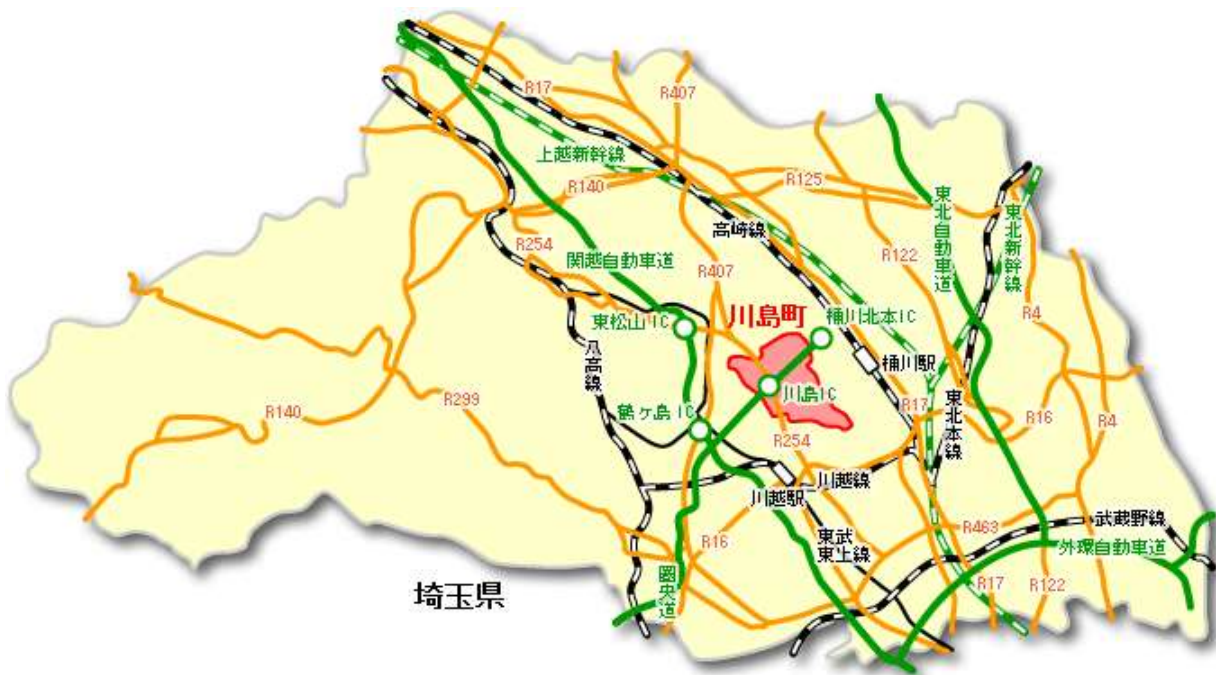 R17
R407
上越新幹線
R140
R125
高崎線
東北自動車道
東北新幹線
R254
関越自動車道
R407
R122
R4
東松山IC
川島町
桶川北本IC
八高線
桶川駅
川島IC
R140
R299
鶴ヶ島IC
R17
東北本線
R16
R4
R254
川越線
川越駅
R16
東武
東上線
R463
武蔵野線
外環自動車道
圏央道
R17
R122
埼玉県